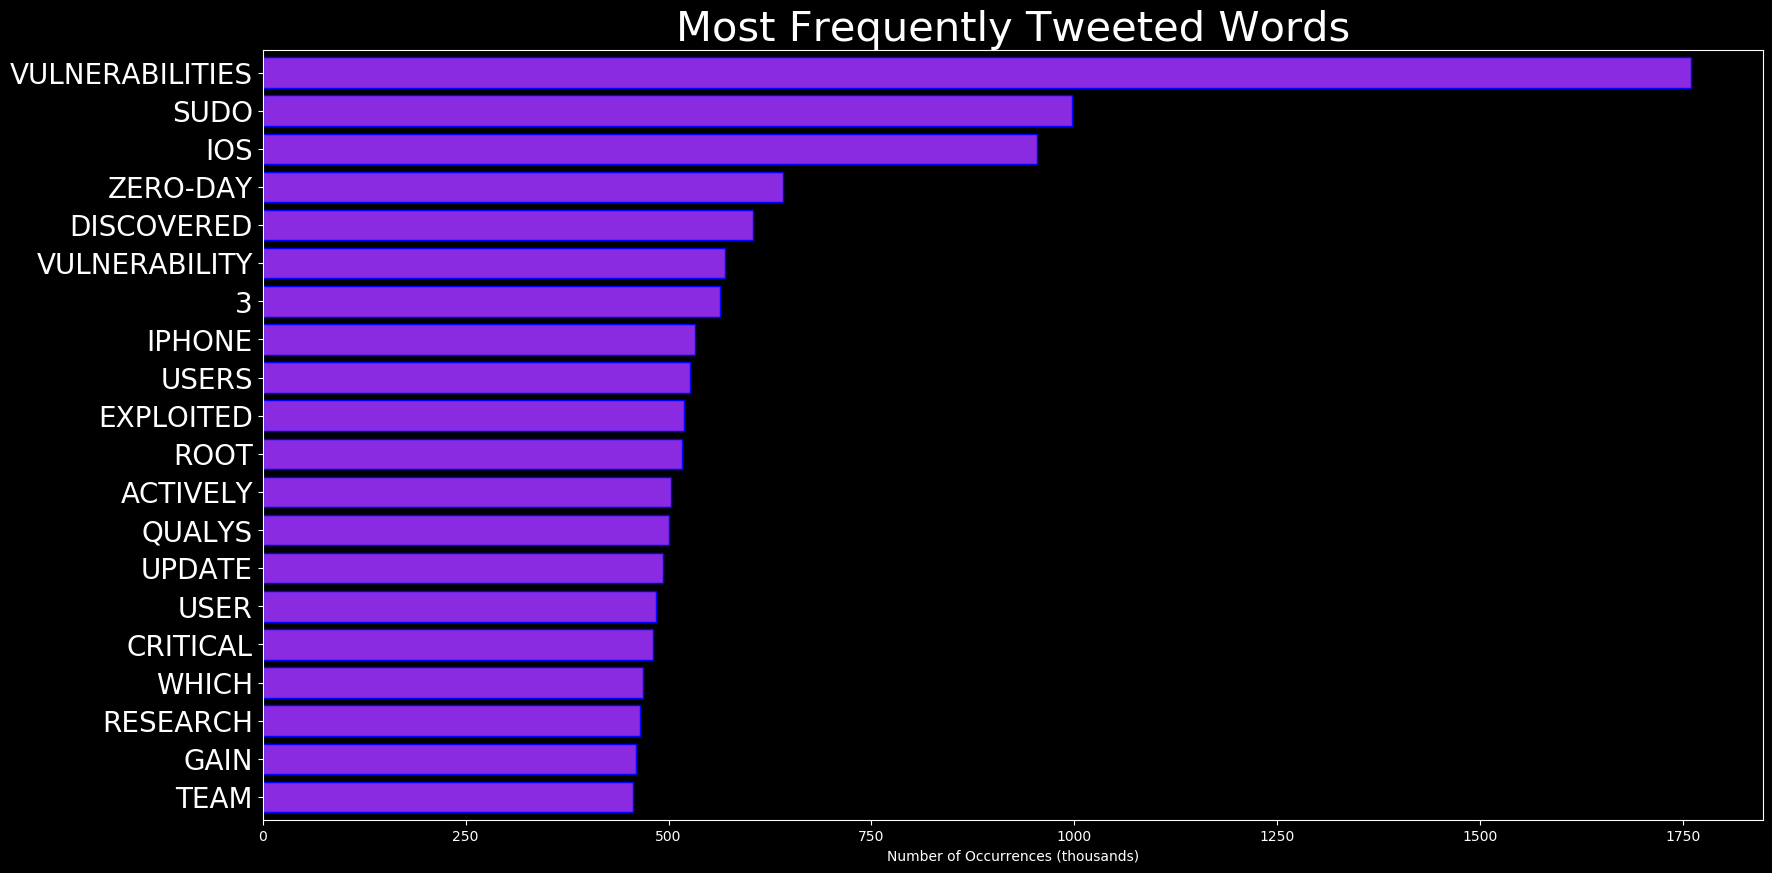 Most Frequently Tweeted Words
VULNERABILITIES
SUDO
IOS
ZERO-DAY
DISCOVERED
VULNERABILITY
3
IPHONE
USERS
EXPLOITED
ROOT
ACTIVELY
QUALYS
UPDATE
USER
CRITICAL
WHICH
RESEARCH
GAIN
TEAM
0 250 500 750 1000 1250 1500 1750
Number of Occurrences (thousands)